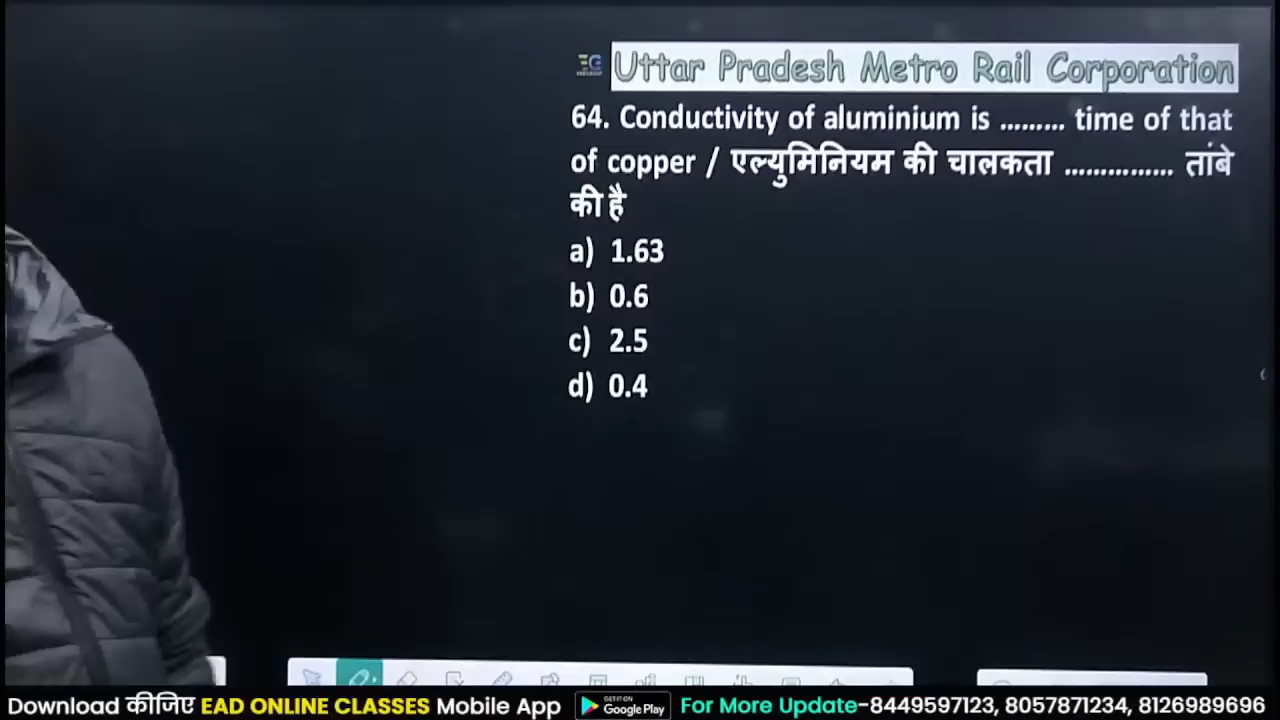 Uttar Pradesh Metro Rail Corporation
64. Conductivity of aluminium is ......... time of that
of copper / एल्युमिनियम की चालकता ............... तांबे
की है
a) 1.63
b) 0.6
c) 2.5
d) 0.4
Download कीजिए EAD ONLINE CLASSES Mobile App GET IT ON Google Play For More Update-8449597123, 8057871234, 8126989696